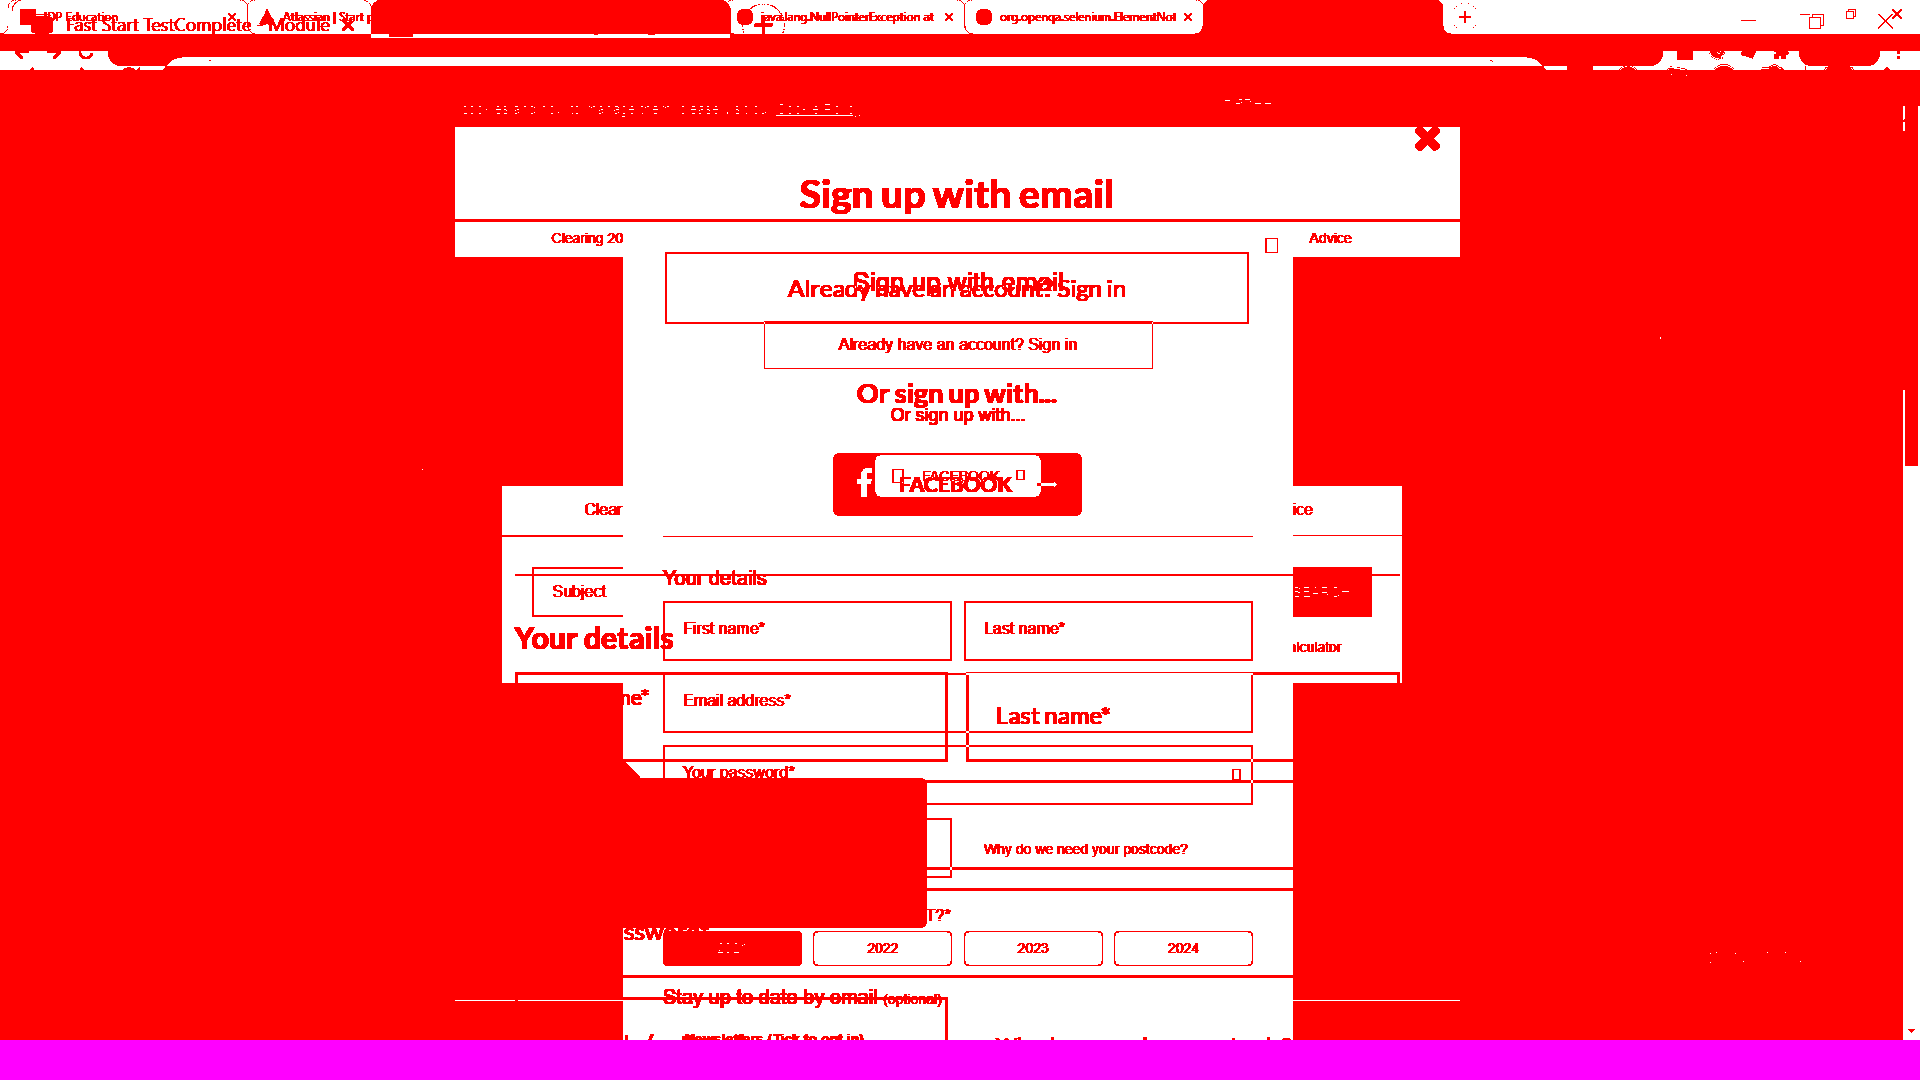 IDP Education
Atlassian | Start p
java.lang.NullPointerException at
org.openqa.selenium.ElementNot
Fast Start TestComplete - Module
Cookie Policy
Sign up with email
Clearing 20
Advice
Sign up with email
Already have an account? Sign in
Already have an account? Sign in
Or sign up with...
Or sign up with...
FACEBOOK
FACEBOOK
Clear
ice
Your details
Subject
SEARCH
First name*
Last name*
Your details
lculator
ne*
Email address*
Last name*
Your password*
Why do we need your postcode?
T?*
2022
2023
2024
Stay up to date by email (optional)
Newsletters (Tick to opt in)